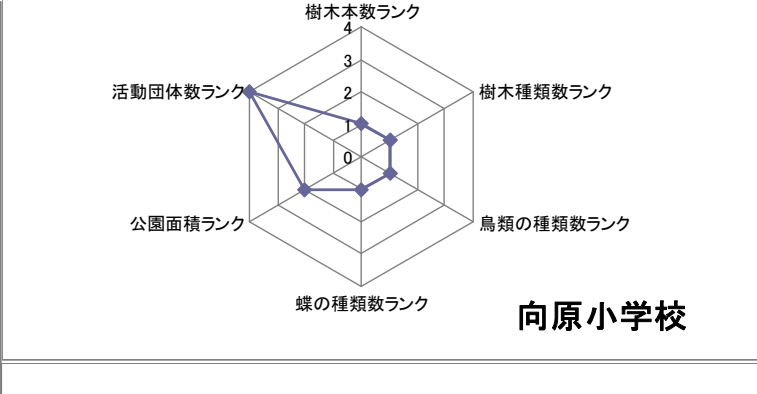 樹木本数ランク
4
3
2
1
0
樹木種類数ランク
鳥類の種類数ランク
蝶の種類数ランク
公園面積ランク
活動団体数ランク
向原小学校